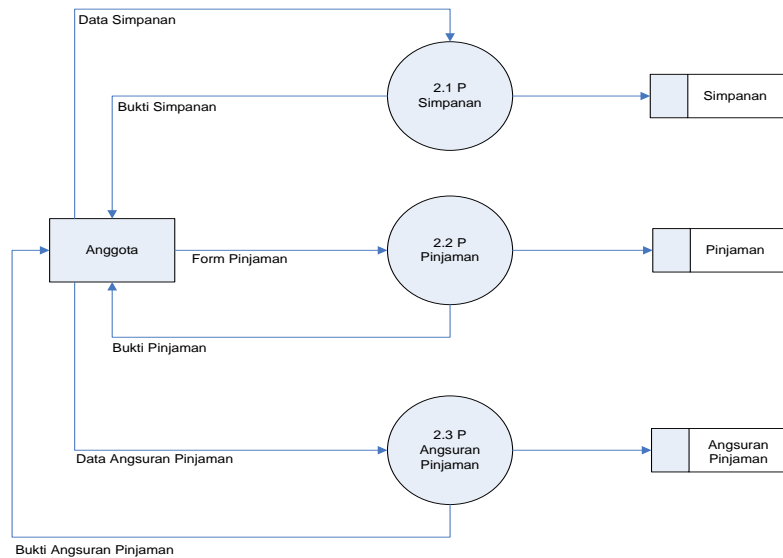 Data Simpanan
2.1 P
Simpanan
Simpanan
Bukti Simpanan
Anggota
Form Pinjaman
2.2 P
Pinjaman
Pinjaman
Bukti Pinjaman
2.3 P
Angsuran
Pinjaman
Angsuran
Pinjaman
Data Angsuran Pinjaman
Bukti Angsuran Pinjaman